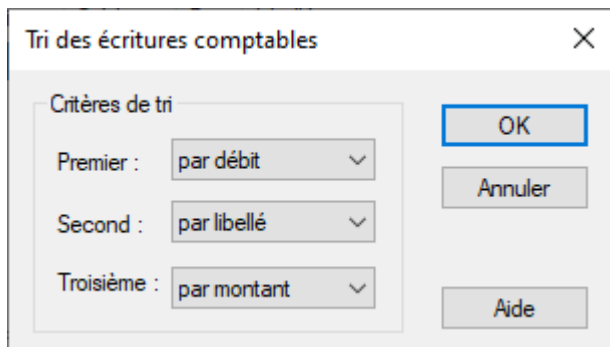 Tri des écritures comptables
Critères de tri
Premier : par débit
Second : par libellé
Troisième : par montant
OK
Annuler
Aide